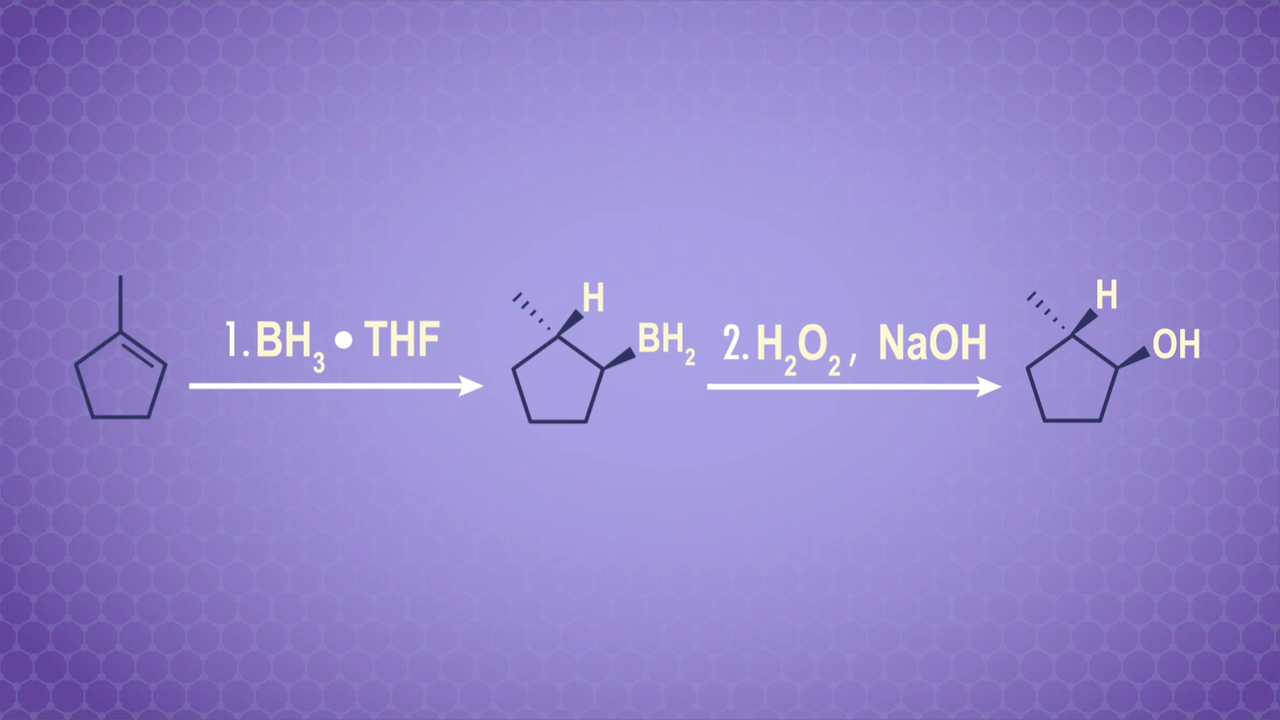 1. BH₃ • THF
H
BH₂
2. H₂O₂, NaOH
H
OH